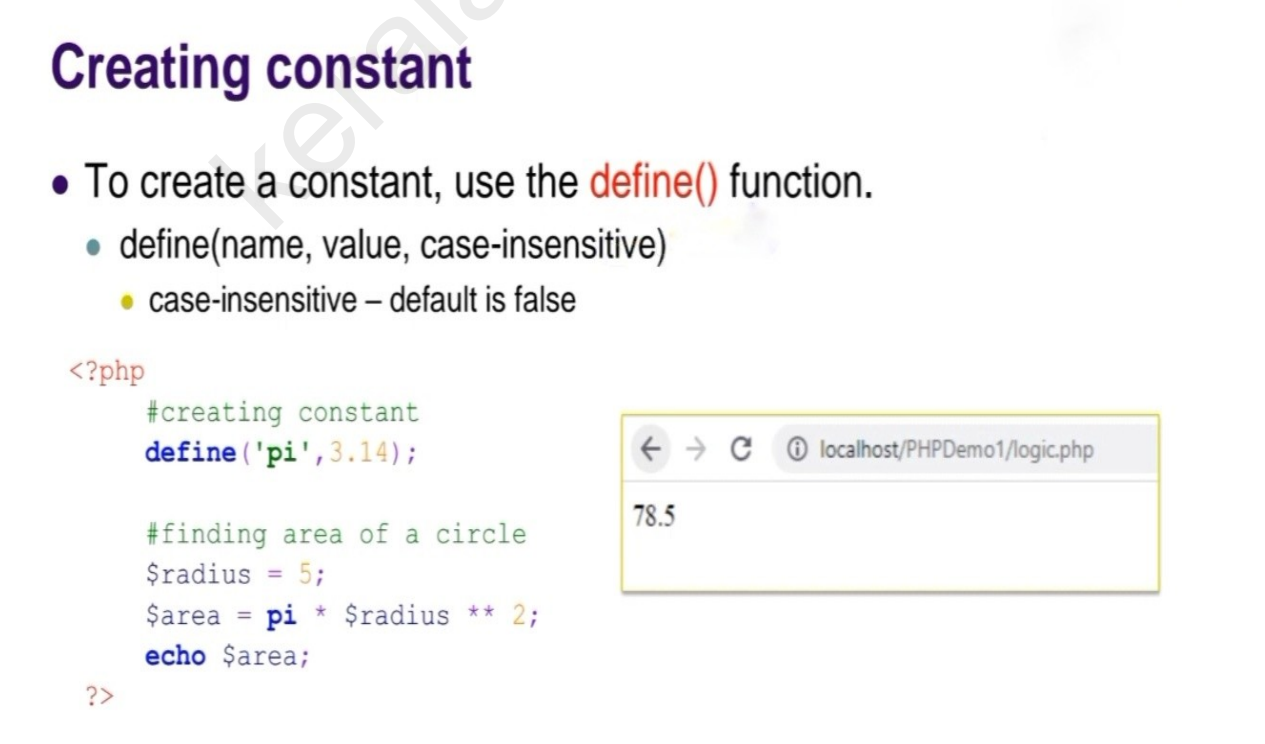 Creating constant
• To create a constant, use the define() function.
• define(name, value, case-insensitive)
• case-insensitive – default is false
<?php
#creating constant
define('pi',3.14);
#finding area of a circle
$radius = 5;
$area = pi * $radius ** 2;
echo $area;
?>
localhost/PHPDemo1/logic.php
78.5